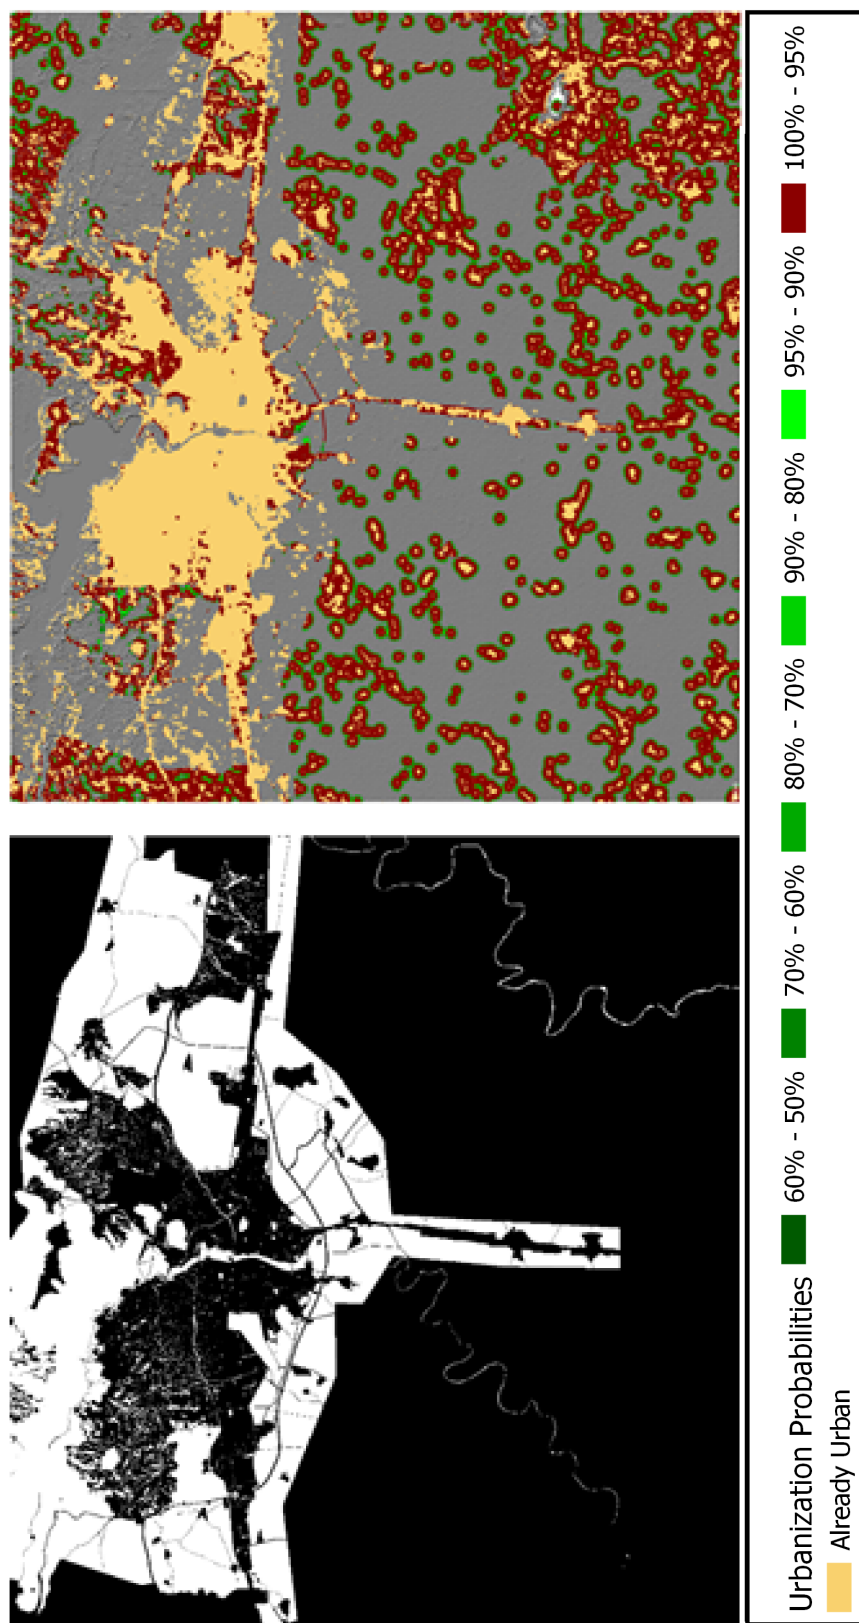 Urbanization Probabilities
60% - 50%
70% - 60%
80% - 70%
90% - 80%
95% - 90%
100% - 95%
Already Urban